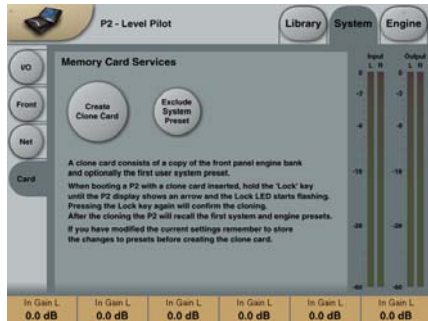 P2 - Level Pilot
Library
System
Engine
Memory Card Services
I/O
Front
Net
Card
Create
Clone Card
Exclude
System
Preset
A clone card consists of a copy of the front panel engine bank
and optionally the first user system preset.
When booting a P2 with a clone card inserted, hold the 'Lock' key
until the P2 display shows an arrow and the Lock LED starts flashing.
Pressing the Lock key again will confirm the cloning.
After the cloning the P2 will recall the first system and engine presets.
If you have modified the current settings remember to store
the changes to presets before creating the clone card.
Input Output
L R L R
In Gain L In Gain L In Gain L In Gain L In Gain L In Gain L
0.0 dB 0.0 dB 0.0 dB 0.0 dB 0.0 dB 0.0 dB